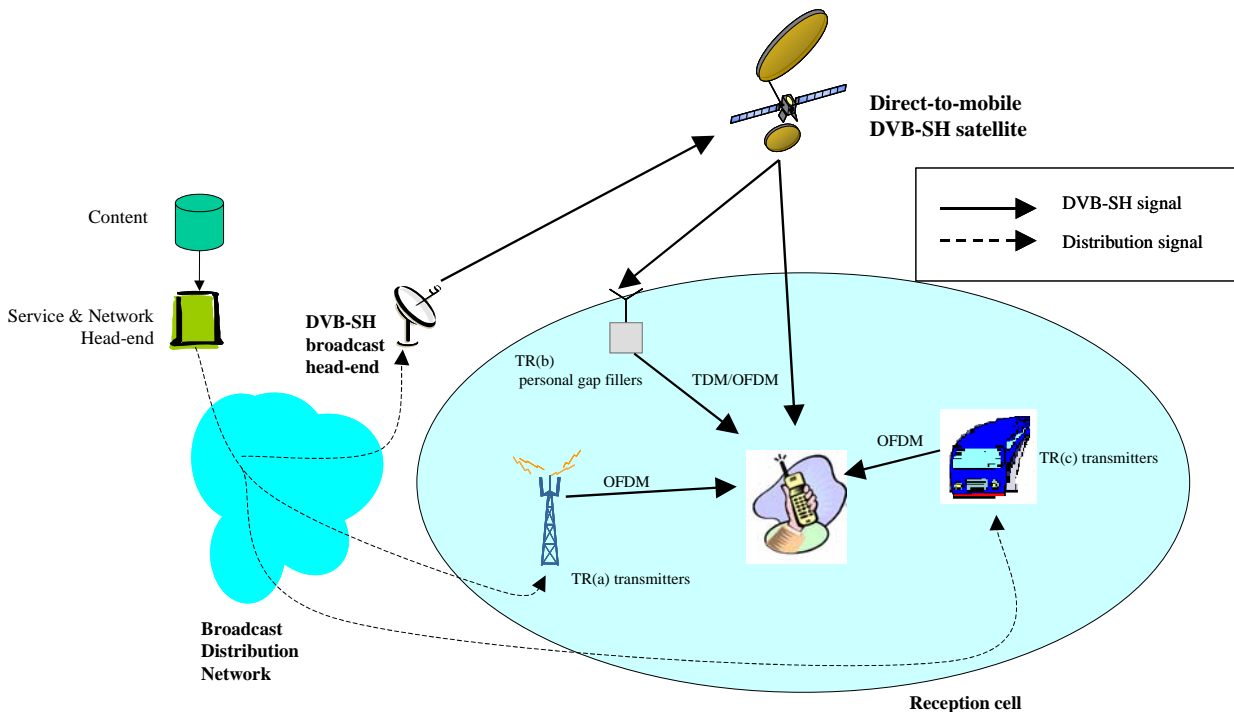 Direct-to-mobile
DVB-SH satellite
DVB-SH signal
Distribution signal
Content
Service & Network
Head-end
DVB-SH
broadcast
head-end
TR(b)
personal gap fillers
TDM/OFDM
OFDM
TR(c) transmitters
OFDM
TR(a) transmitters
Broadcast
Distribution
Network
Reception cell